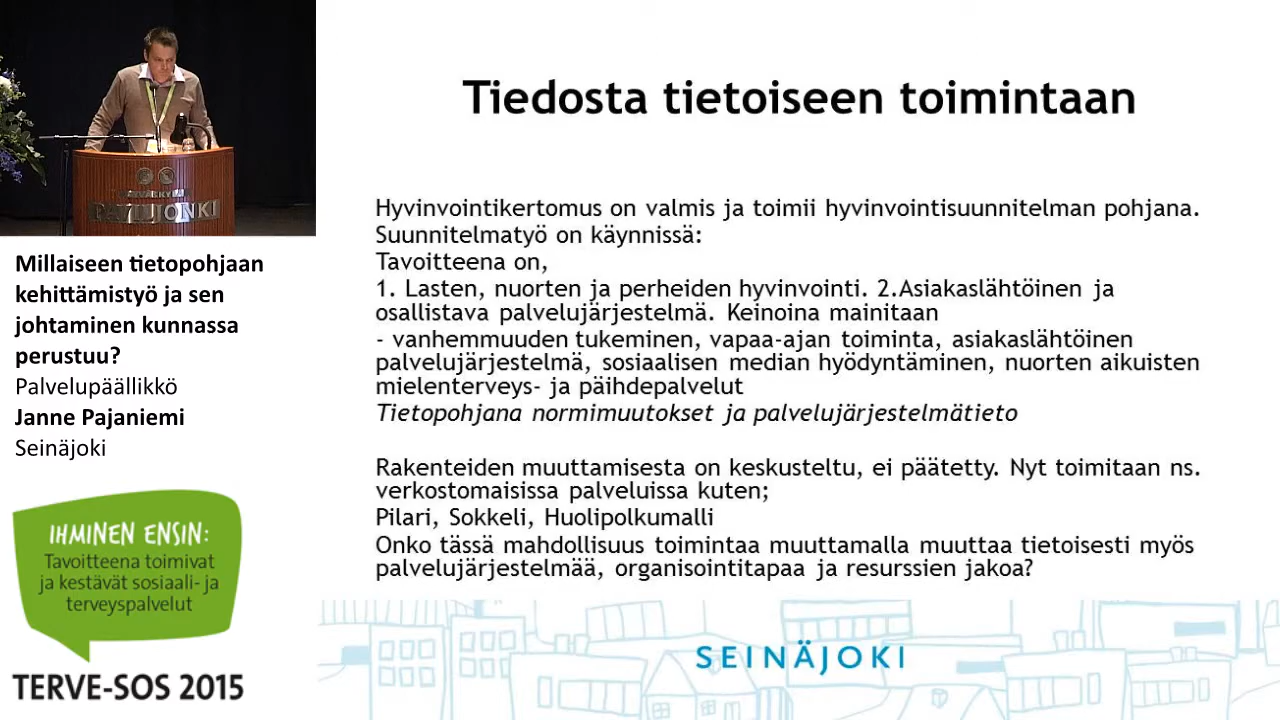 PAVILJONKI
Millaiseen tietopohjaan
kehittämistyö ja sen
johtaminen kunnassa
perustuu?
Palvelupäällikkö
Janne Pajaniemi
Seinäjoki
IHMINEN ENSIN:
Tavoitteena toimivat
ja kestävät sosiaali- ja
terveyspalvelut
TERVE-SOS 2015
Tiedosta tietoiseen toimintaan
Hyvinvointikertomus on valmis ja toimii hyvinvointisuunnitelman pohjana.
Suunnitelmatyö on käynnissä:
Tavoitteena on,
1. Lasten, nuorten ja perheiden hyvinvointi. 2.Asiakaslähtöinen ja
osallistava palvelujärjestelmä. Keinoina mainitaan
- vanhemmuuden tukeminen, vapaa-ajan toiminta, asiakaslähtöinen
palvelujärjestelmä, sosiaalisen median hyödyntäminen, nuorten aikuisten
mielenterveys- ja päihdepalvelut
Tietopohjana normimuutokset ja palvelujärjestelmätieto
Rakenteiden muuttamisesta on keskusteltu, ei päätetty. Nyt toimitaan ns.
verkostomaisissa palveluissa kuten;
Pilari, Sokkeli, Huolipolkumalli
Onko tässä mahdollisuus toimintaa muuttamalla muuttaa tietoisesti myös
palvelujärjestelmää, organisointitapaa ja resurssien jakoa?
SEINÄJOKI